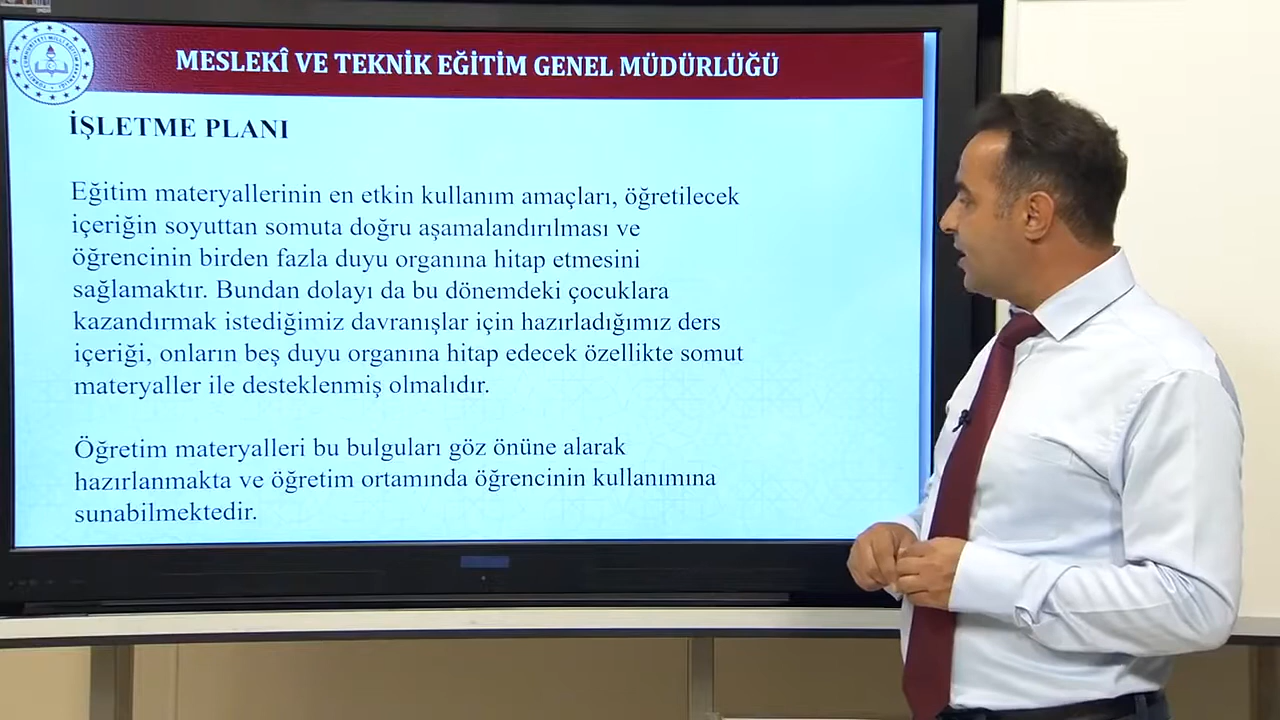 MESLEKÎ VE TEKNİK EĞİTİM GENEL MÜDÜRLÜĞÜ
İŞLETME PLANI
Eğitim materyallerinin en etkin kullanım amaçları, öğretilecek
içeriğin soyuttan somuta doğru aşamalandırılması ve
öğrencinin birden fazla duyu organına hitap etmesini
sağlamaktır. Bundan dolayı da bu dönemdeki çocuklara
kazandırmak istediğimiz davranışlar için hazırladığımız ders
içeriği, onların beş duyu organına hitap edecek özellikte somut
materyaller ile desteklenmiş olmalıdır.
Öğretim materyalleri bu bulguları göz önüne alarak
hazırlanmakta ve öğretim ortamında öğrencinin kullanımına
sunabilmektedir.